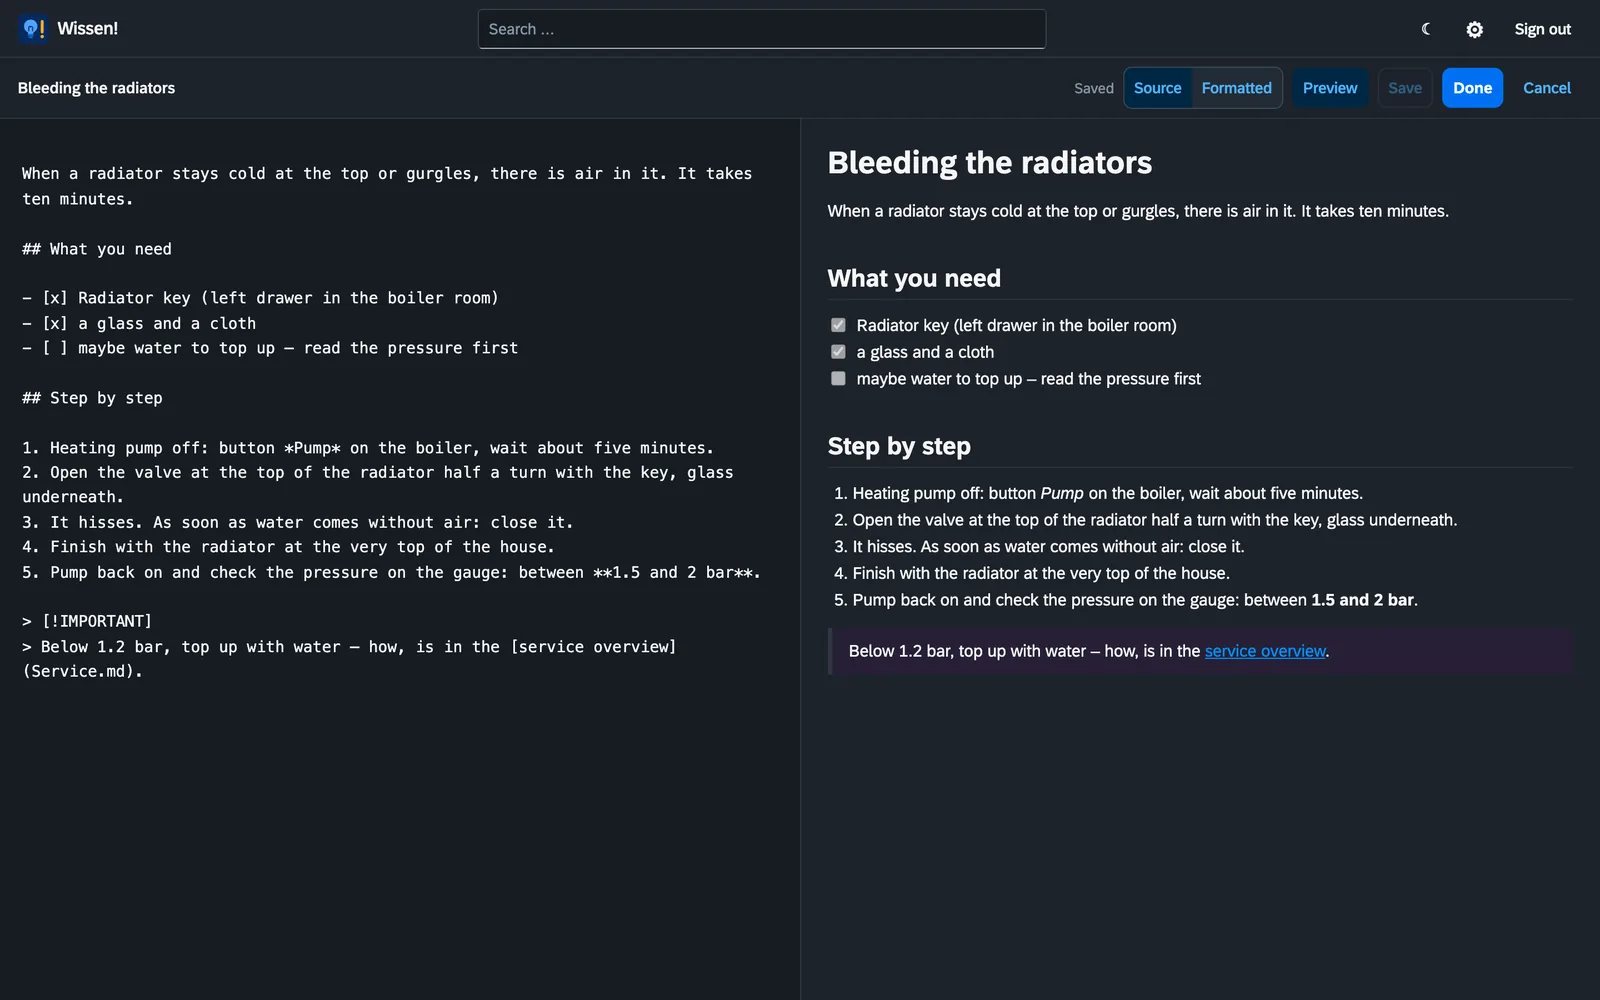 Wissen!
Search ...
Sign out
Bleeding the radiators
Saved
Source
Formatted
Preview
Save
Done
Cancel
When a radiator stays cold at the top or gurgles, there is air in it. It takes
ten minutes.
## What you need
- [x] Radiator key (left drawer in the boiler room)
- [x] a glass and a cloth
- [ ] maybe water to top up – read the pressure first
## Step by step
1. Heating pump off: button *Pump* on the boiler, wait about five minutes.
2. Open the valve at the top of the radiator half a turn with the key, glass
underneath.
3. It hisses. As soon as water comes without air: close it.
4. Finish with the radiator at the very top of the house.
5. Pump back on and check the pressure on the gauge: between **1.5 and 2 bar**.
> [!IMPORTANT]
> Below 1.2 bar, top up with water – how, is in the [service overview]
(Service.md).
Bleeding the radiators
When a radiator stays cold at the top or gurgles, there is air in it. It takes ten minutes.
What you need
Radiator key (left drawer in the boiler room)
a glass and a cloth
maybe water to top up – read the pressure first
Step by step
1. Heating pump off: button Pump on the boiler, wait about five minutes.
2. Open the valve at the top of the radiator half a turn with the key, glass underneath.
3. It hisses. As soon as water comes without air: close it.
4. Finish with the radiator at the very top of the house.
5. Pump back on and check the pressure on the gauge: between 1.5 and 2 bar.
Below 1.2 bar, top up with water – how, is in the service overview.